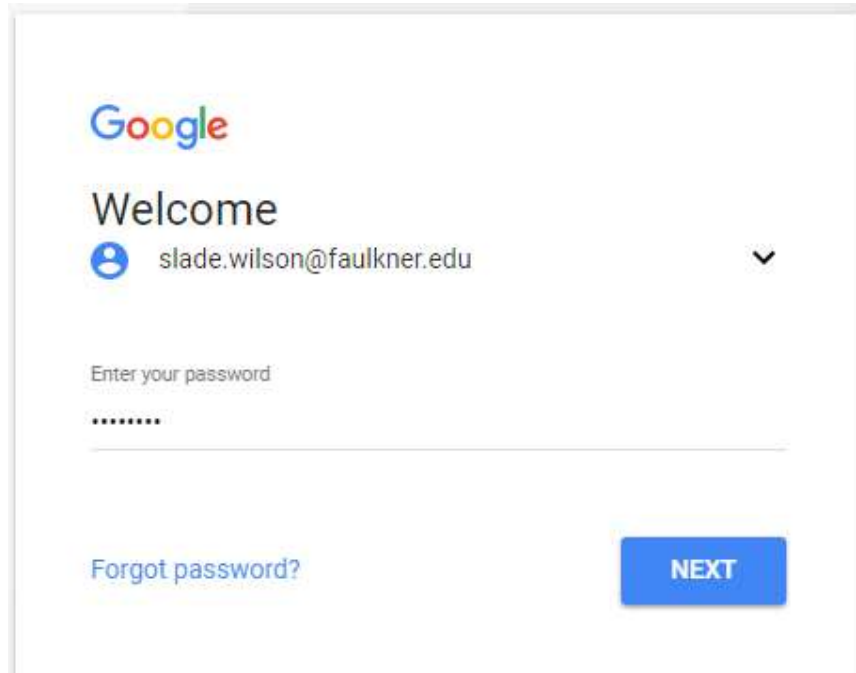 Google
Welcome
slade.wilson@faulkner.edu
Enter your password
••••••••
Forgot password?
NEXT